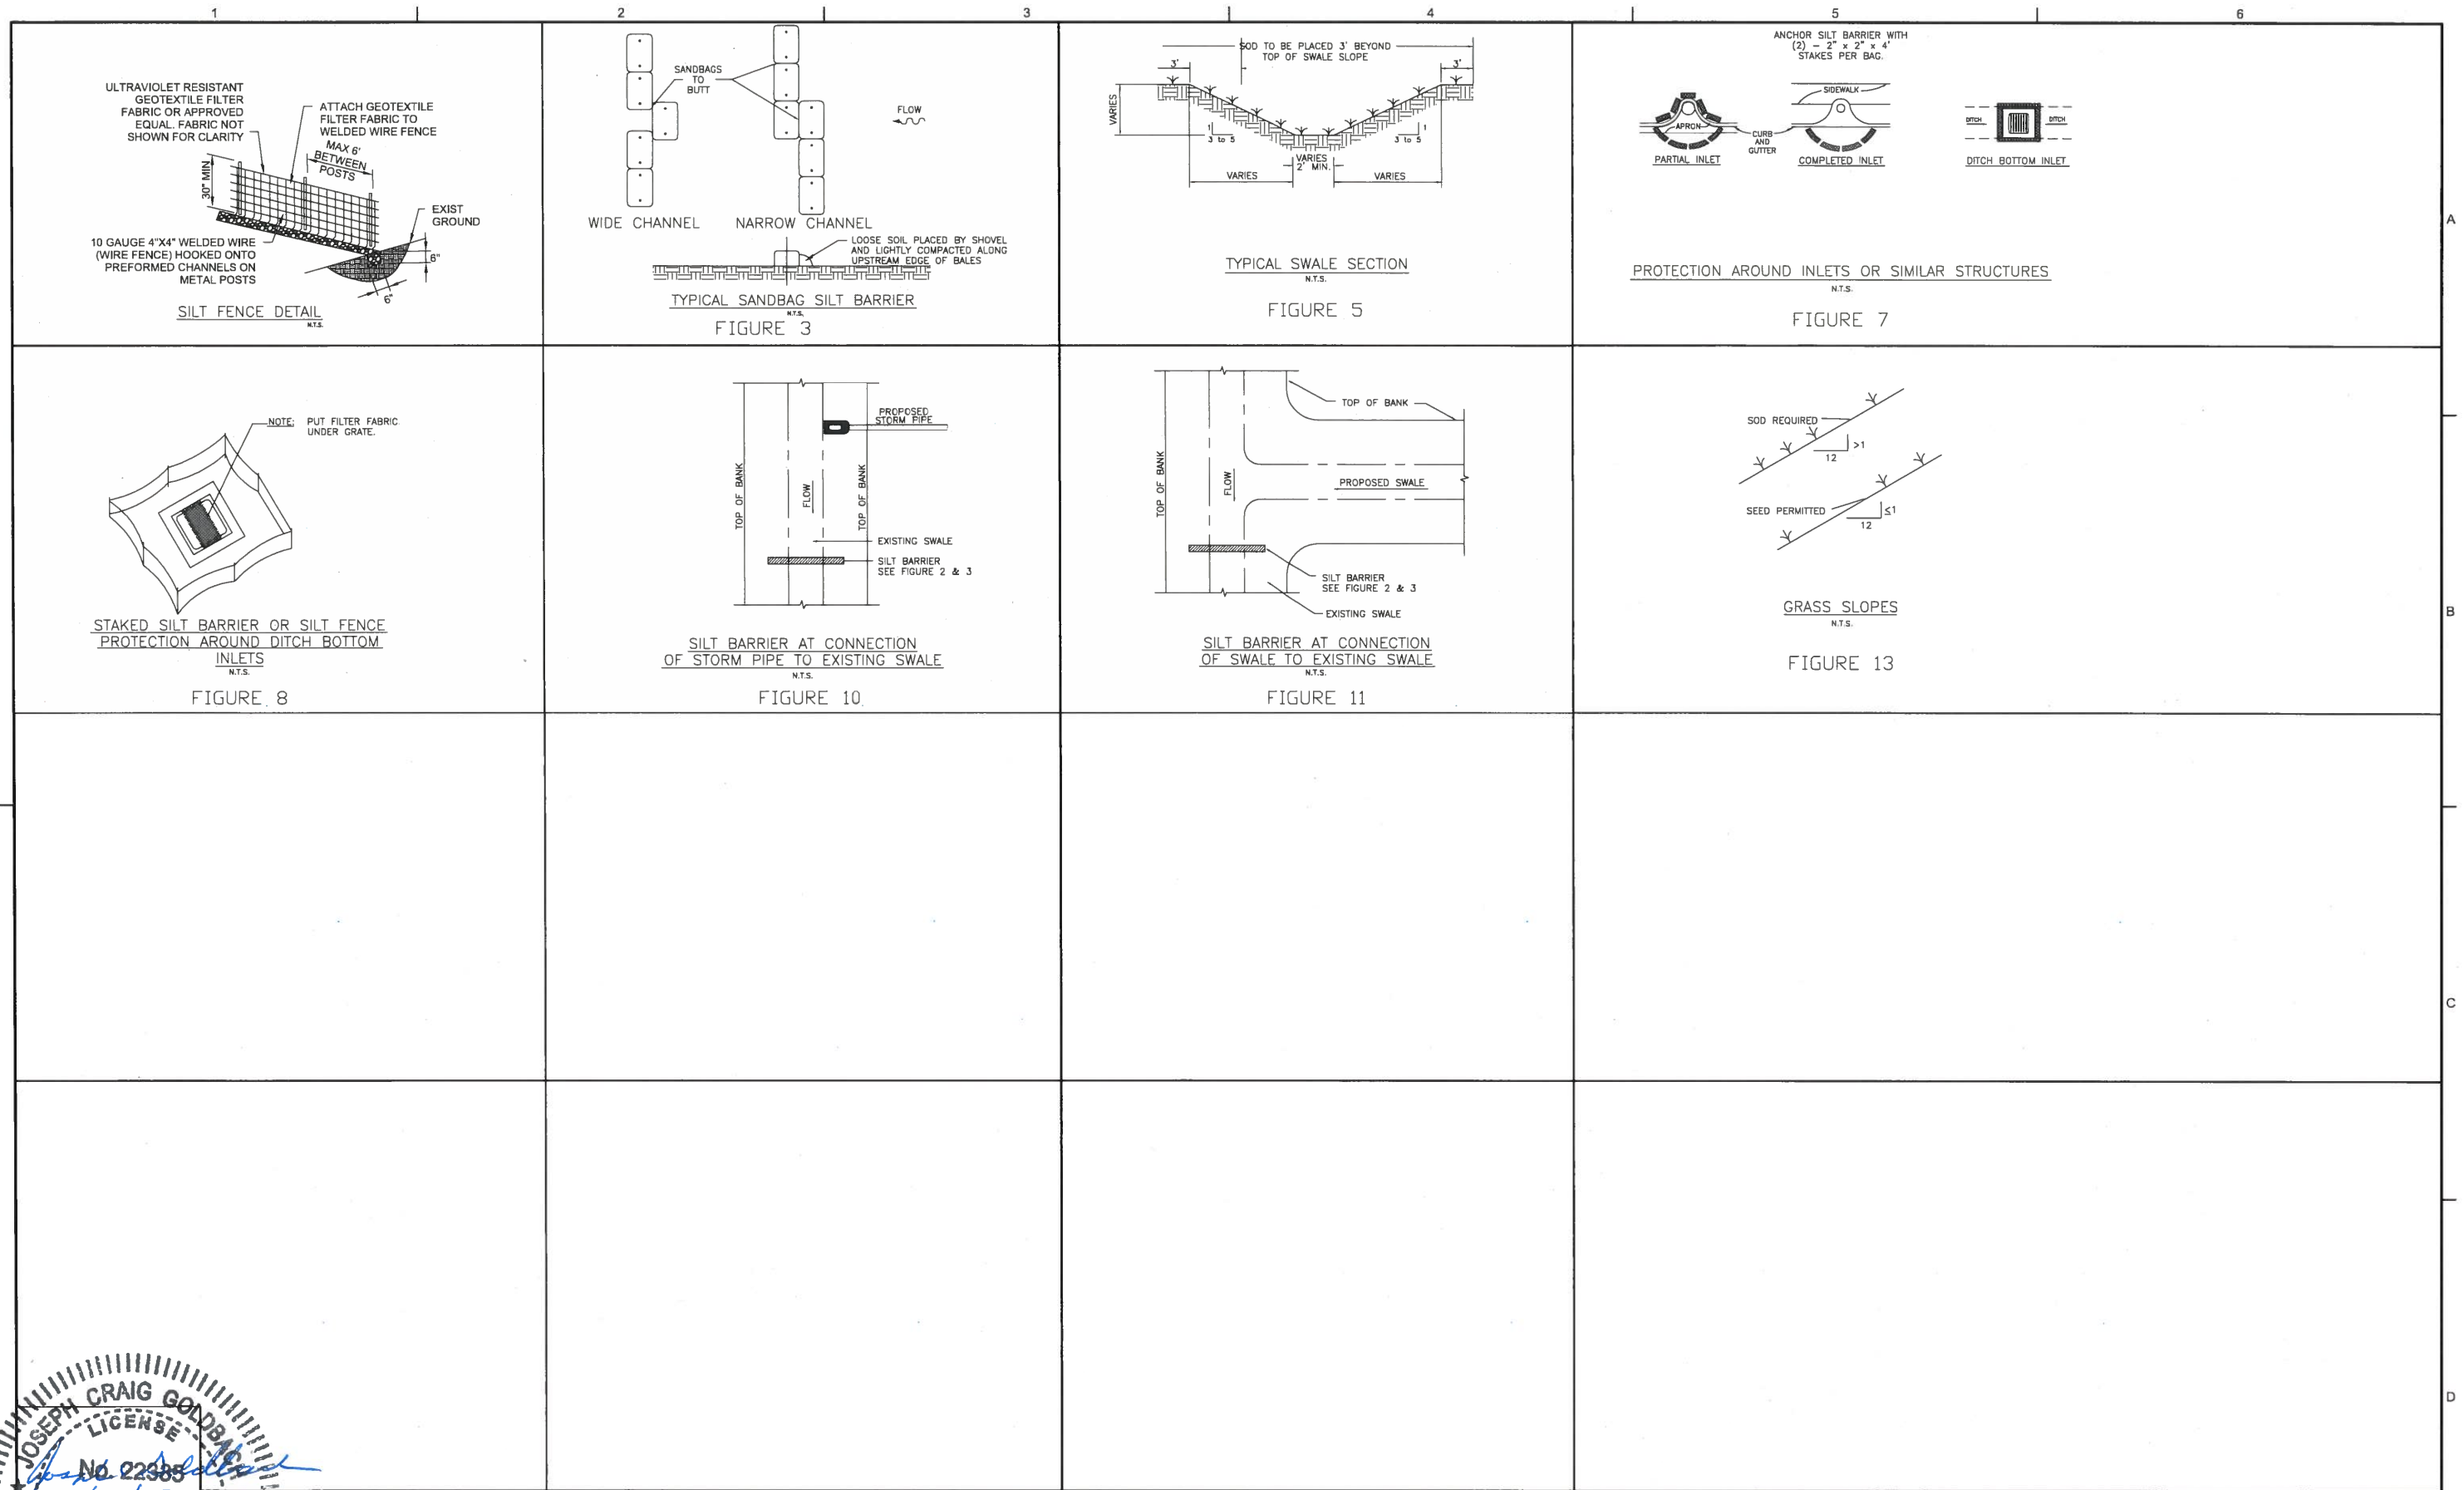 1 2 3 4 5 6
ULTRAVIOLET RESISTANT
GEOTEXTILE FILTER
FABRIC OR APPROVED
EQUAL. FABRIC NOT
SHOWN FOR CLARITY
ATTACH GEOTEXTILE
FILTER FABRIC TO
WELDED WIRE FENCE
MAX 6'
BETWEEN
POSTS
30" MIN
EXIST
GROUND
10 GAUGE 4"X4" WELDED WIRE
(WIRE FENCE) HOOKED ONTO
PREFORMED CHANNELS ON
METAL POSTS
6"
6"
SILT FENCE DETAIL
N.T.S.
SANDBAGS
TO
BUTT
FLOW
WIDE CHANNEL
NARROW CHANNEL
LOOSE SOIL PLACED BY SHOVEL
AND LIGHTLY COMPACTED ALONG
UPSTREAM EDGE OF BALES
TYPICAL SANDBAG SILT BARRIER
N.T.S.
FIGURE 3
SOD TO BE PLACED 3' BEYOND
TOP OF SWALE SLOPE
3'
3'
VARIES
1
3 to 5
1
3 to 5
VARIES
2' MIN.
VARIES
VARIES
TYPICAL SWALE SECTION
N.T.S.
FIGURE 5
ANCHOR SILT BARRIER WITH
(2) - 2" x 2" x 4'
STAKES PER BAG.
SIDEWALK
APRON
CURB
AND
GUTTER
DITCH
DITCH
PARTIAL INLET
COMPLETED INLET
DITCH BOTTOM INLET
PROTECTION AROUND INLETS OR SIMILAR STRUCTURES
N.T.S.
FIGURE 7
A
NOTE: PUT FILTER FABRIC
UNDER GRATE.
STAKED SILT BARRIER OR SILT FENCE
PROTECTION AROUND DITCH BOTTOM
INLETS
N.T.S.
FIGURE 8
PROPOSED
STORM PIPE
TOP OF BANK
FLOW
TOP OF BANK
EXISTING SWALE
SILT BARRIER
SEE FIGURE 2 & 3
SILT BARRIER AT CONNECTION
OF STORM PIPE TO EXISTING SWALE
N.T.S.
FIGURE 10
TOP OF BANK
TOP OF BANK
FLOW
PROPOSED SWALE
SILT BARRIER
SEE FIGURE 2 & 3
EXISTING SWALE
SILT BARRIER AT CONNECTION
OF SWALE TO EXISTING SWALE
N.T.S.
FIGURE 11
SOD REQUIRED
>1
12
SEED PERMITTED
≤1
12
GRASS SLOPES
N.T.S.
FIGURE 13
B
C
D
JOSEPH CRAIG GOLDBACH
LICENSE
No. 22385